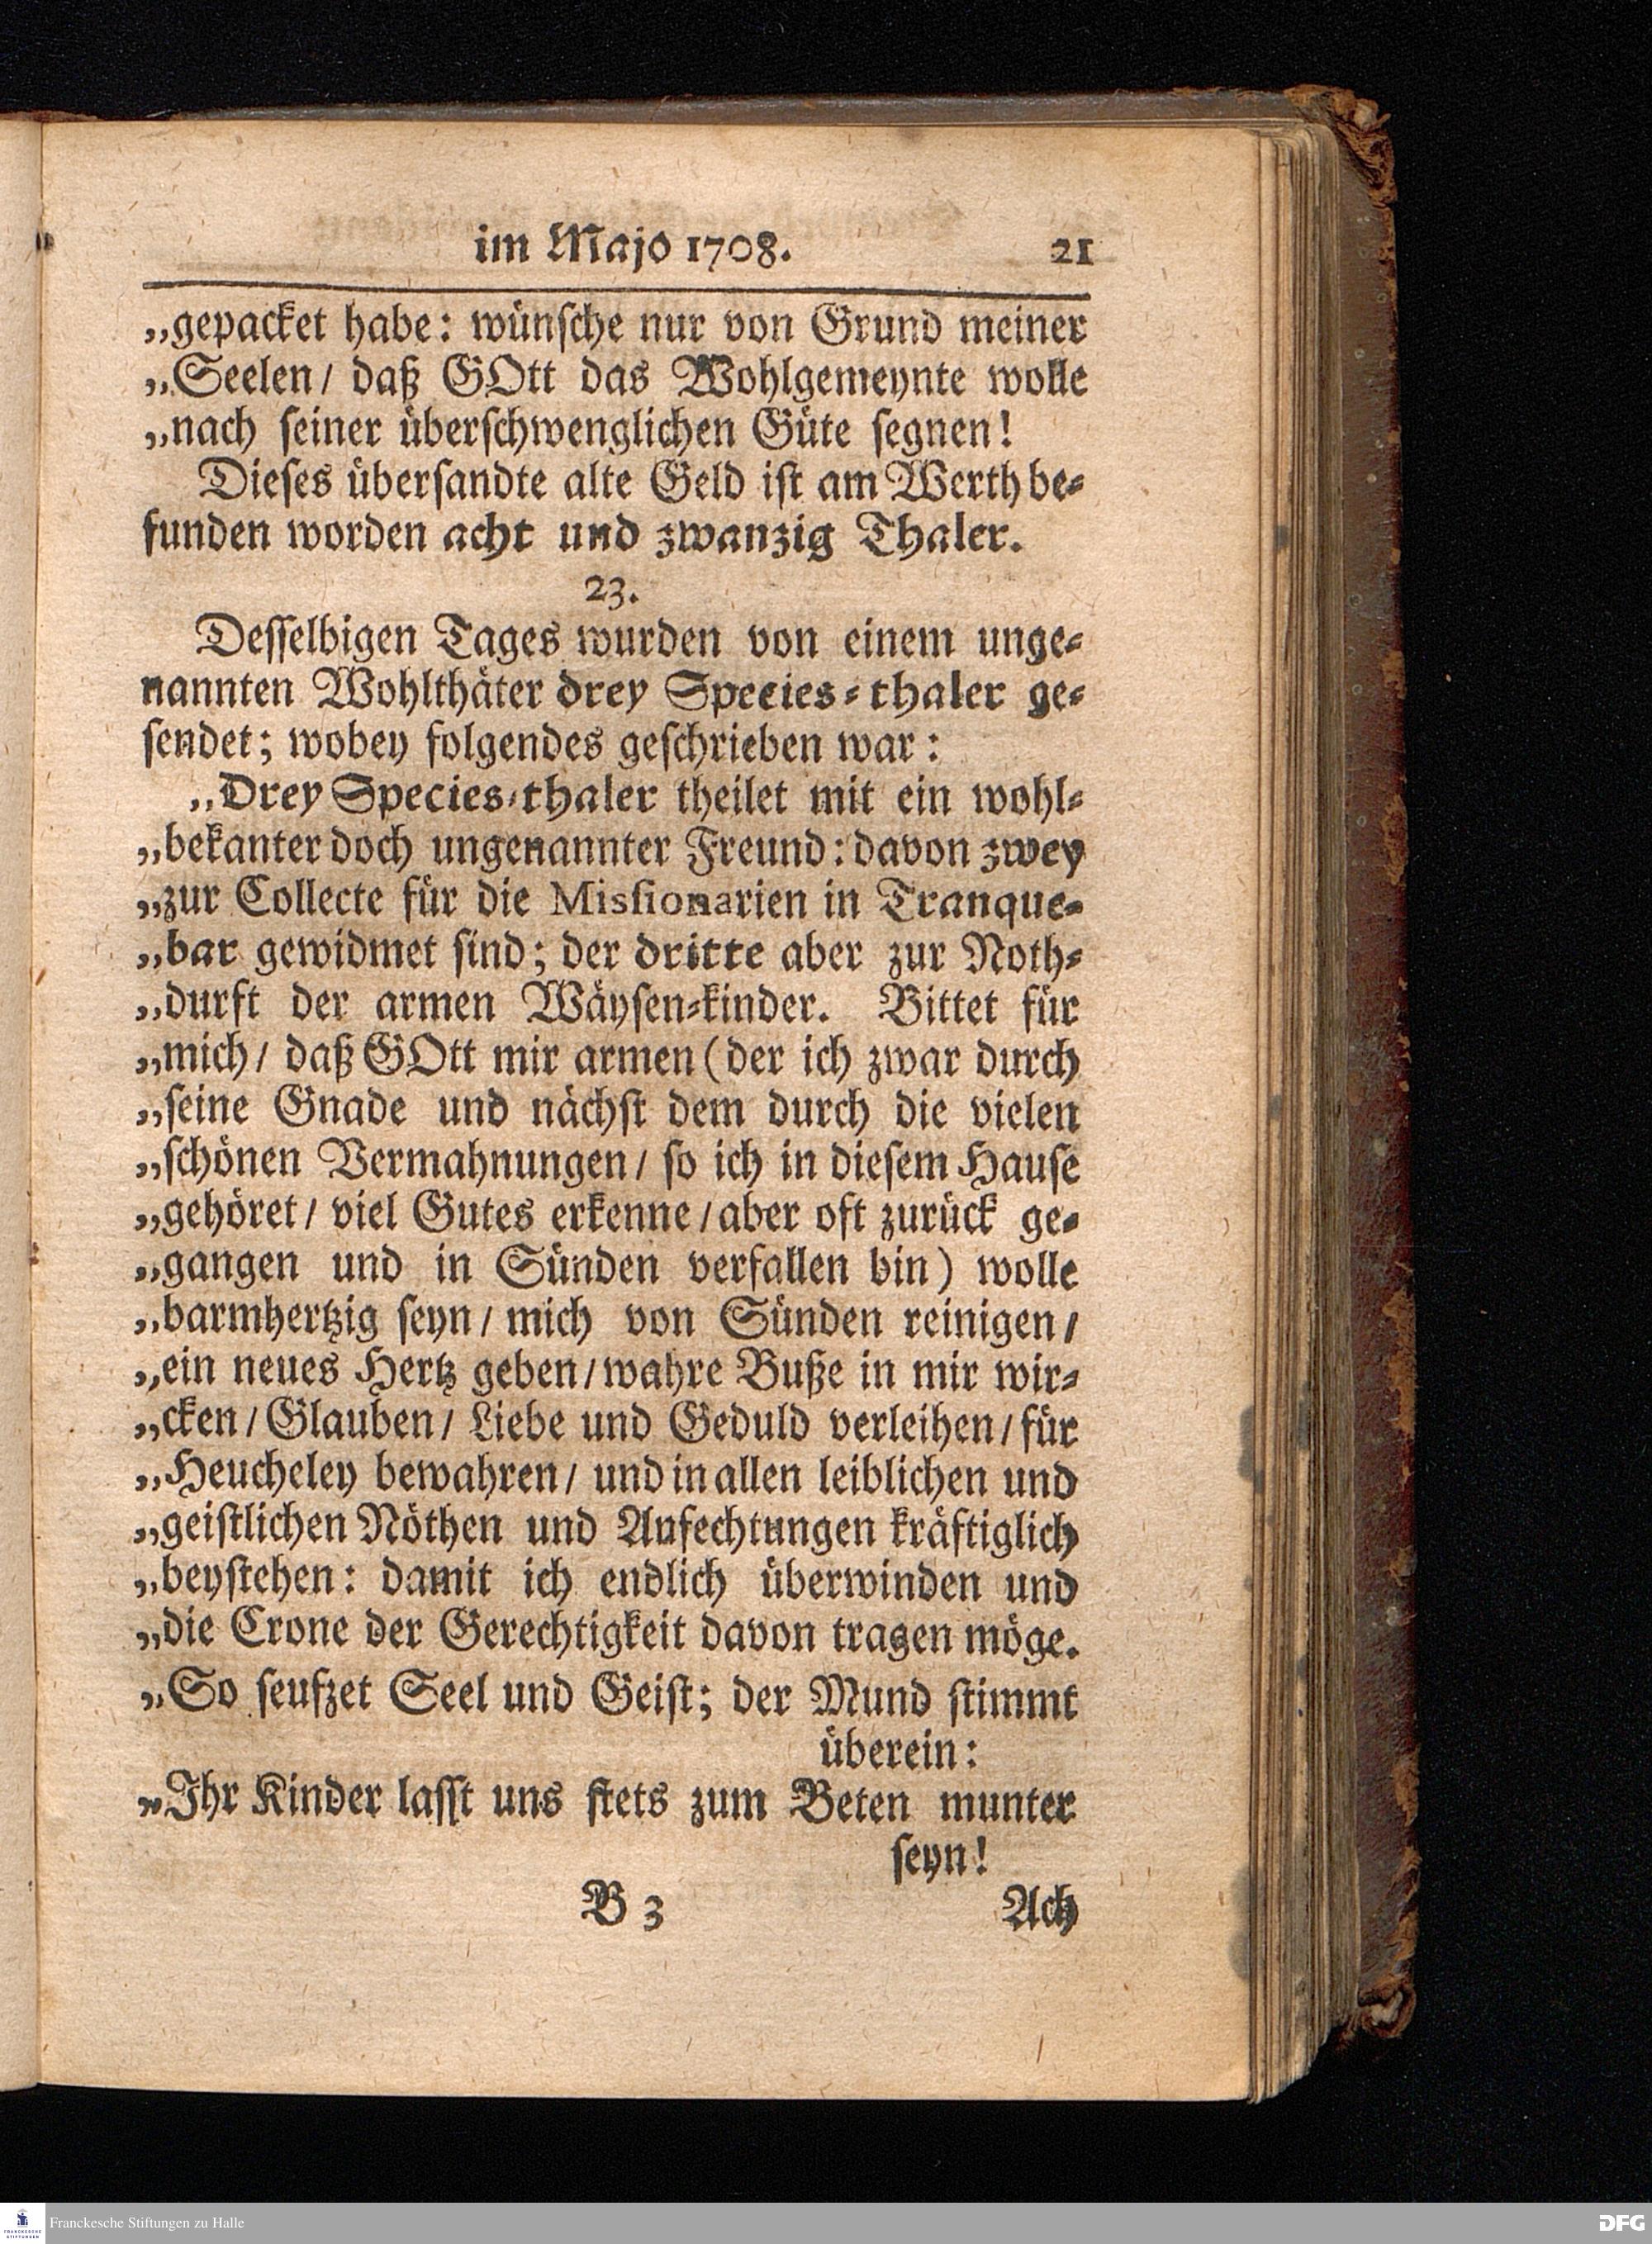 im Majo 1708. 21
„gepacket habe: wünsche nur von Grund meiner
„Seelen/ daß GOtt das Wohlgemeynte wolle
„nach seiner überschwenglichen Güte segnen!
Dieses übersandte alte Geld ist am Werth be-
funden worden acht und zwanzig Thaler.
23.
Desselbigen Tages wurden von einem unge-
nannten Wohlthäter drey Species-thaler ge-
sendet; wobey folgendes geschrieben war:
„Drey Species-thaler theilet mit ein wohl-
„bekanter doch ungenannter Freund: davon zwey
„zur Collecte für die Missionarien in Tranque-
„bar gewidmet sind; der dritte aber zur Noth-
„durft der armen Wäysen-kinder. Bittet für
„mich/ daß GOtt mir armen (der ich zwar durch
„seine Gnade und nächst dem durch die vielen
„schönen Vermahnungen/ so ich in diesem Hause
„gehöret/ viel Gutes erkenne/ aber oft zurück ge-
„gangen und in Sünden verfallen bin) wolle
„barmhertzig seyn/ mich von Sünden reinigen/
„ein neues Hertz geben/ wahre Buße in mir wir-
„cken/ Glauben/ Liebe und Geduld verleihen/ für
„Heucheley bewahren/ und in allen leiblichen und
„geistlichen Nöthen und Anfechtungen kräftiglich
„beystehen: damit ich endlich überwinden und
„die Crone der Gerechtigkeit davon tragen möge.
„So seufzet Seel und Geist; der Mund stimmt
überein:
„Ihr Kinder lasst uns stets zum Beten munter
seyn!
B 3 Ach
FRANCKESCHE STIFTUNGEN
Franckesche Stiftungen zu Halle
DFG